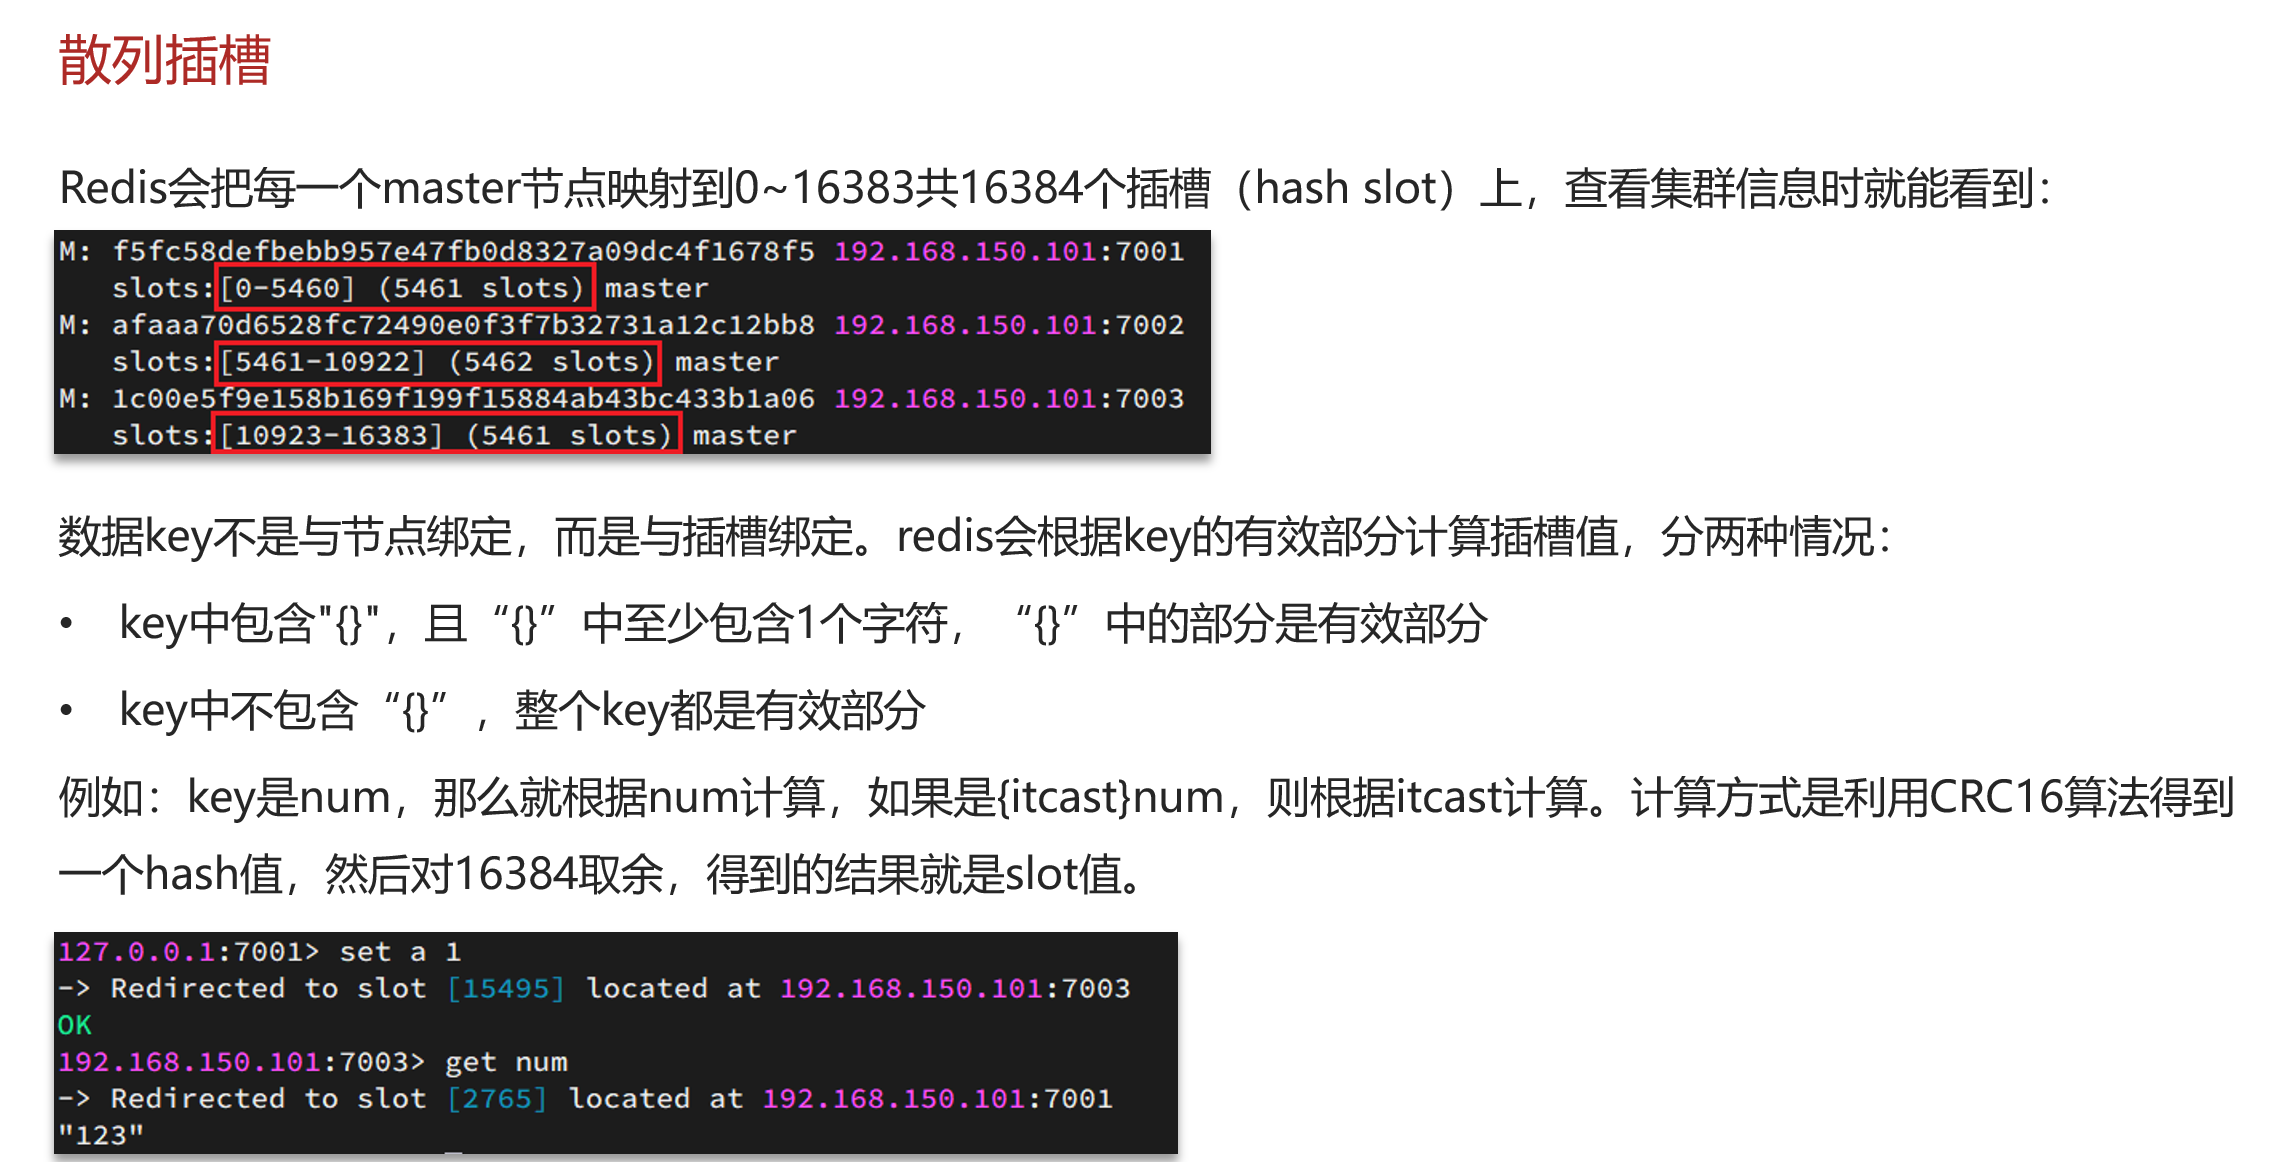 散列插槽
Redis会把每一个master节点映射到0~16383共16384个插槽（hash slot）上，查看集群信息时就能看到：
M: f5fc58defbebb957e47fb0d8327a09dc4f1678f5 192.168.150.101:7001
slots:[0-5460] (5461 slots) master
M: afaaa70d6528fc72490e0f3f7b32731a12c12bb8 192.168.150.101:7002
slots:[5461-10922] (5462 slots) master
M: 1c00e5f9e158b169f199f15884ab43bc433b1a06 192.168.150.101:7003
slots:[10923-16383] (5461 slots) master
数据key不是与节点绑定，而是与插槽绑定。redis会根据key的有效部分计算插槽值，分两种情况：
• key中包含"{}"，且“{}”中至少包含1个字符，“{}”中的部分是有效部分
• key中不包含“{}”，整个key都是有效部分
例如：key是num，那么就根据num计算，如果是{itcast}num，则根据itcast计算。计算方式是利用CRC16算法得到
一个hash值，然后对16384取余，得到的结果就是slot值。
127.0.0.1:7001> set a 1
-> Redirected to slot [15495] located at 192.168.150.101:7003
OK
192.168.150.101:7003> get num
-> Redirected to slot [2765] located at 192.168.150.101:7001
"123"